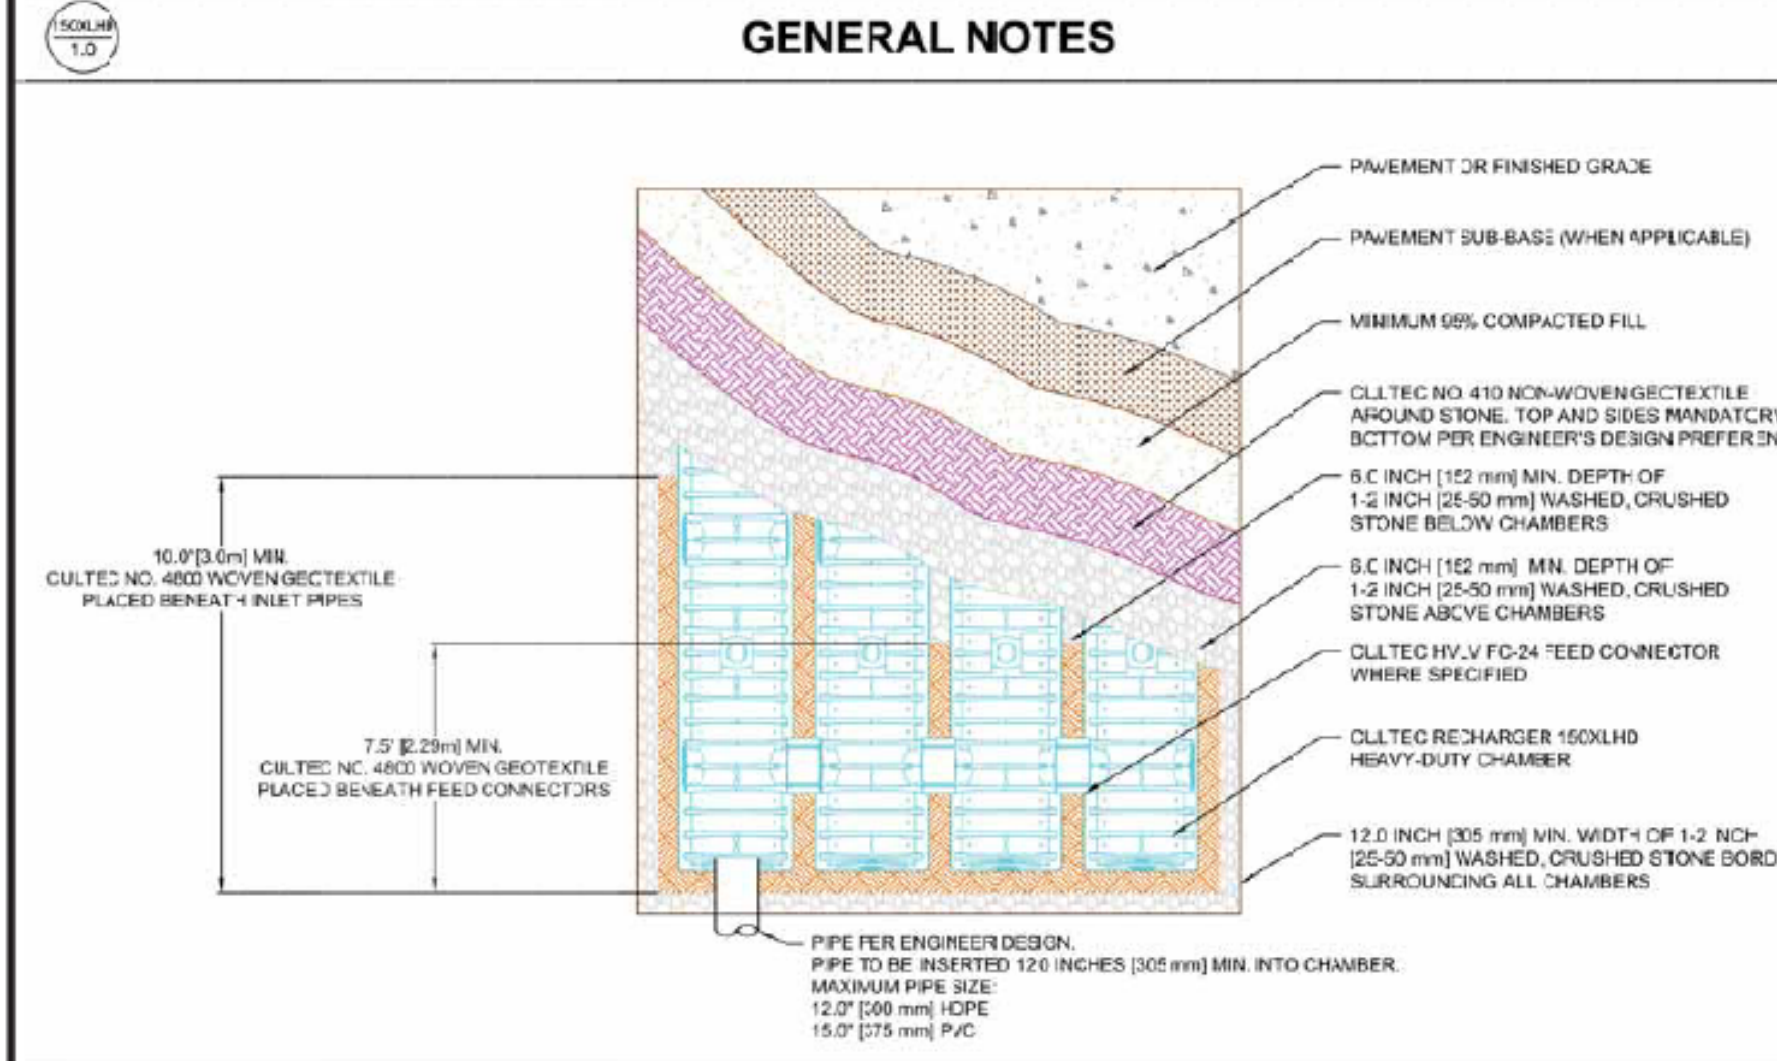 150XLHD
1.0
GENERAL NOTES
PAVEMENT OR FINISHED GRADE
PAVEMENT SUB-BASE (WHEN APPLICABLE)
MINIMUM 95% COMPACTED FILL
CULTEC NO. 410 NON-WOVEN GEOTEXTILE
AROUND STONE. TOP AND SIDES MANDATORY
BOTTOM PER ENGINEER'S DESIGN PREFEREN
6.0 INCH [152 mm] MIN. DEPTH OF
1-2 INCH [25-50 mm] WASHED, CRUSHED
STONE BELOW CHAMBERS
6.0 INCH [152 mm] MIN. DEPTH OF
1-2 INCH [25-50 mm] WASHED, CRUSHED
STONE ABOVE CHAMBERS
CULTEC HVLV FC-24 FEED CONNECTOR
WHERE SPECIFIED
CULTEC RECHARGER 150XLHD
HEAVY-DUTY CHAMBER
12.0 INCH [305 mm] MIN. WIDTH OF 1-2 INCH
[25-50 mm] WASHED, CRUSHED STONE BORD
SURROUNDING ALL CHAMBERS
10.0' [3.0m] MIN.
CULTEC NO. 4800 WOVEN GEOTEXTILE
PLACED BENEATH INLET PIPES
7.5' [2.29m] MIN.
CULTEC NO. 4800 WOVEN GEOTEXTILE
PLACED BENEATH FEED CONNECTORS
PIPE PER ENGINEER DESIGN.
PIPE TO BE INSERTED 12.0 INCHES [305 mm] MIN. INTO CHAMBER.
MAXIMUM PIPE SIZE:
12.0" [300 mm] HDPE
15.0" [375 mm] PVC